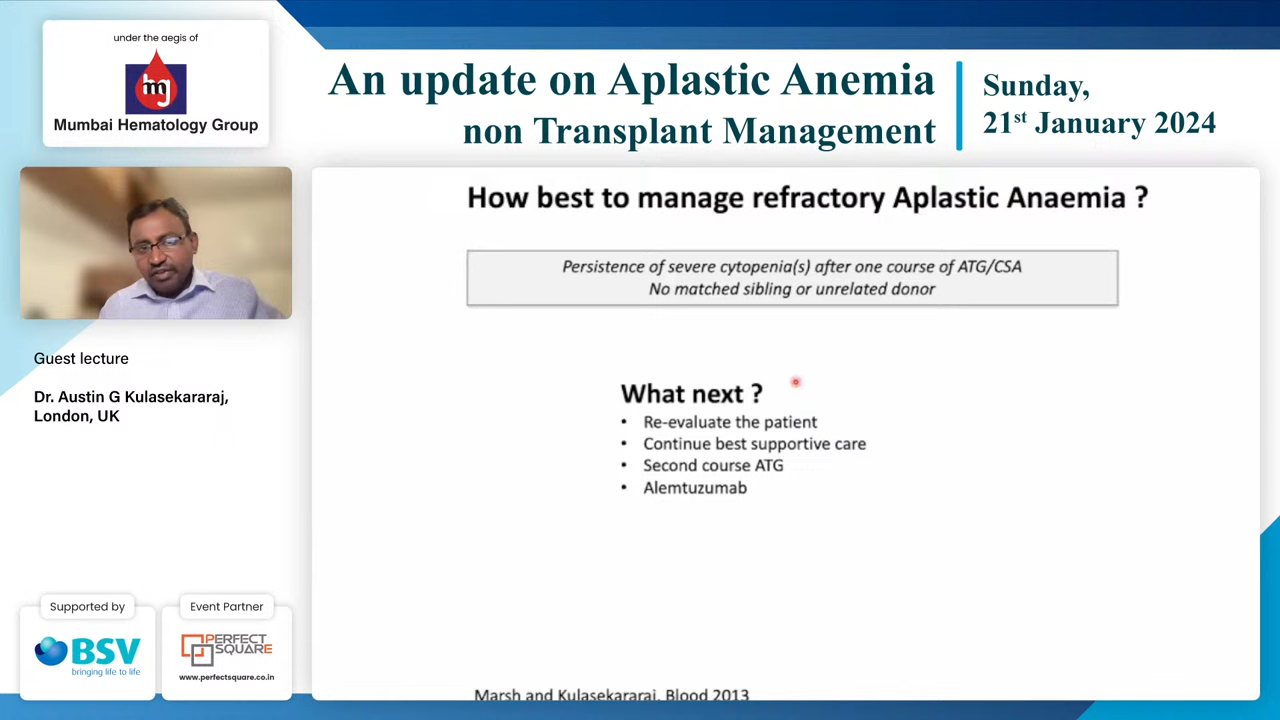 under the aegis of
hg
Mumbai Hematology Group
An update on Aplastic Anemia
non Transplant Management
Sunday,
21st January 2024
Guest lecture
Dr. Austin G Kulasekararaj,
London, UK
How best to manage refractory Aplastic Anaemia ?
Persistence of severe cytopenia(s) after one course of ATG/CSA
No matched sibling or unrelated donor
What next ?
• Re-evaluate the patient
• Continue best supportive care
• Second course ATG
• Alemtuzumab
Marsh and Kulasekararaj, Blood 2013
Supported by
BSV
bringing life to life
Event Partner
PERFECT
SQUARE
www.perfectsquare.co.in